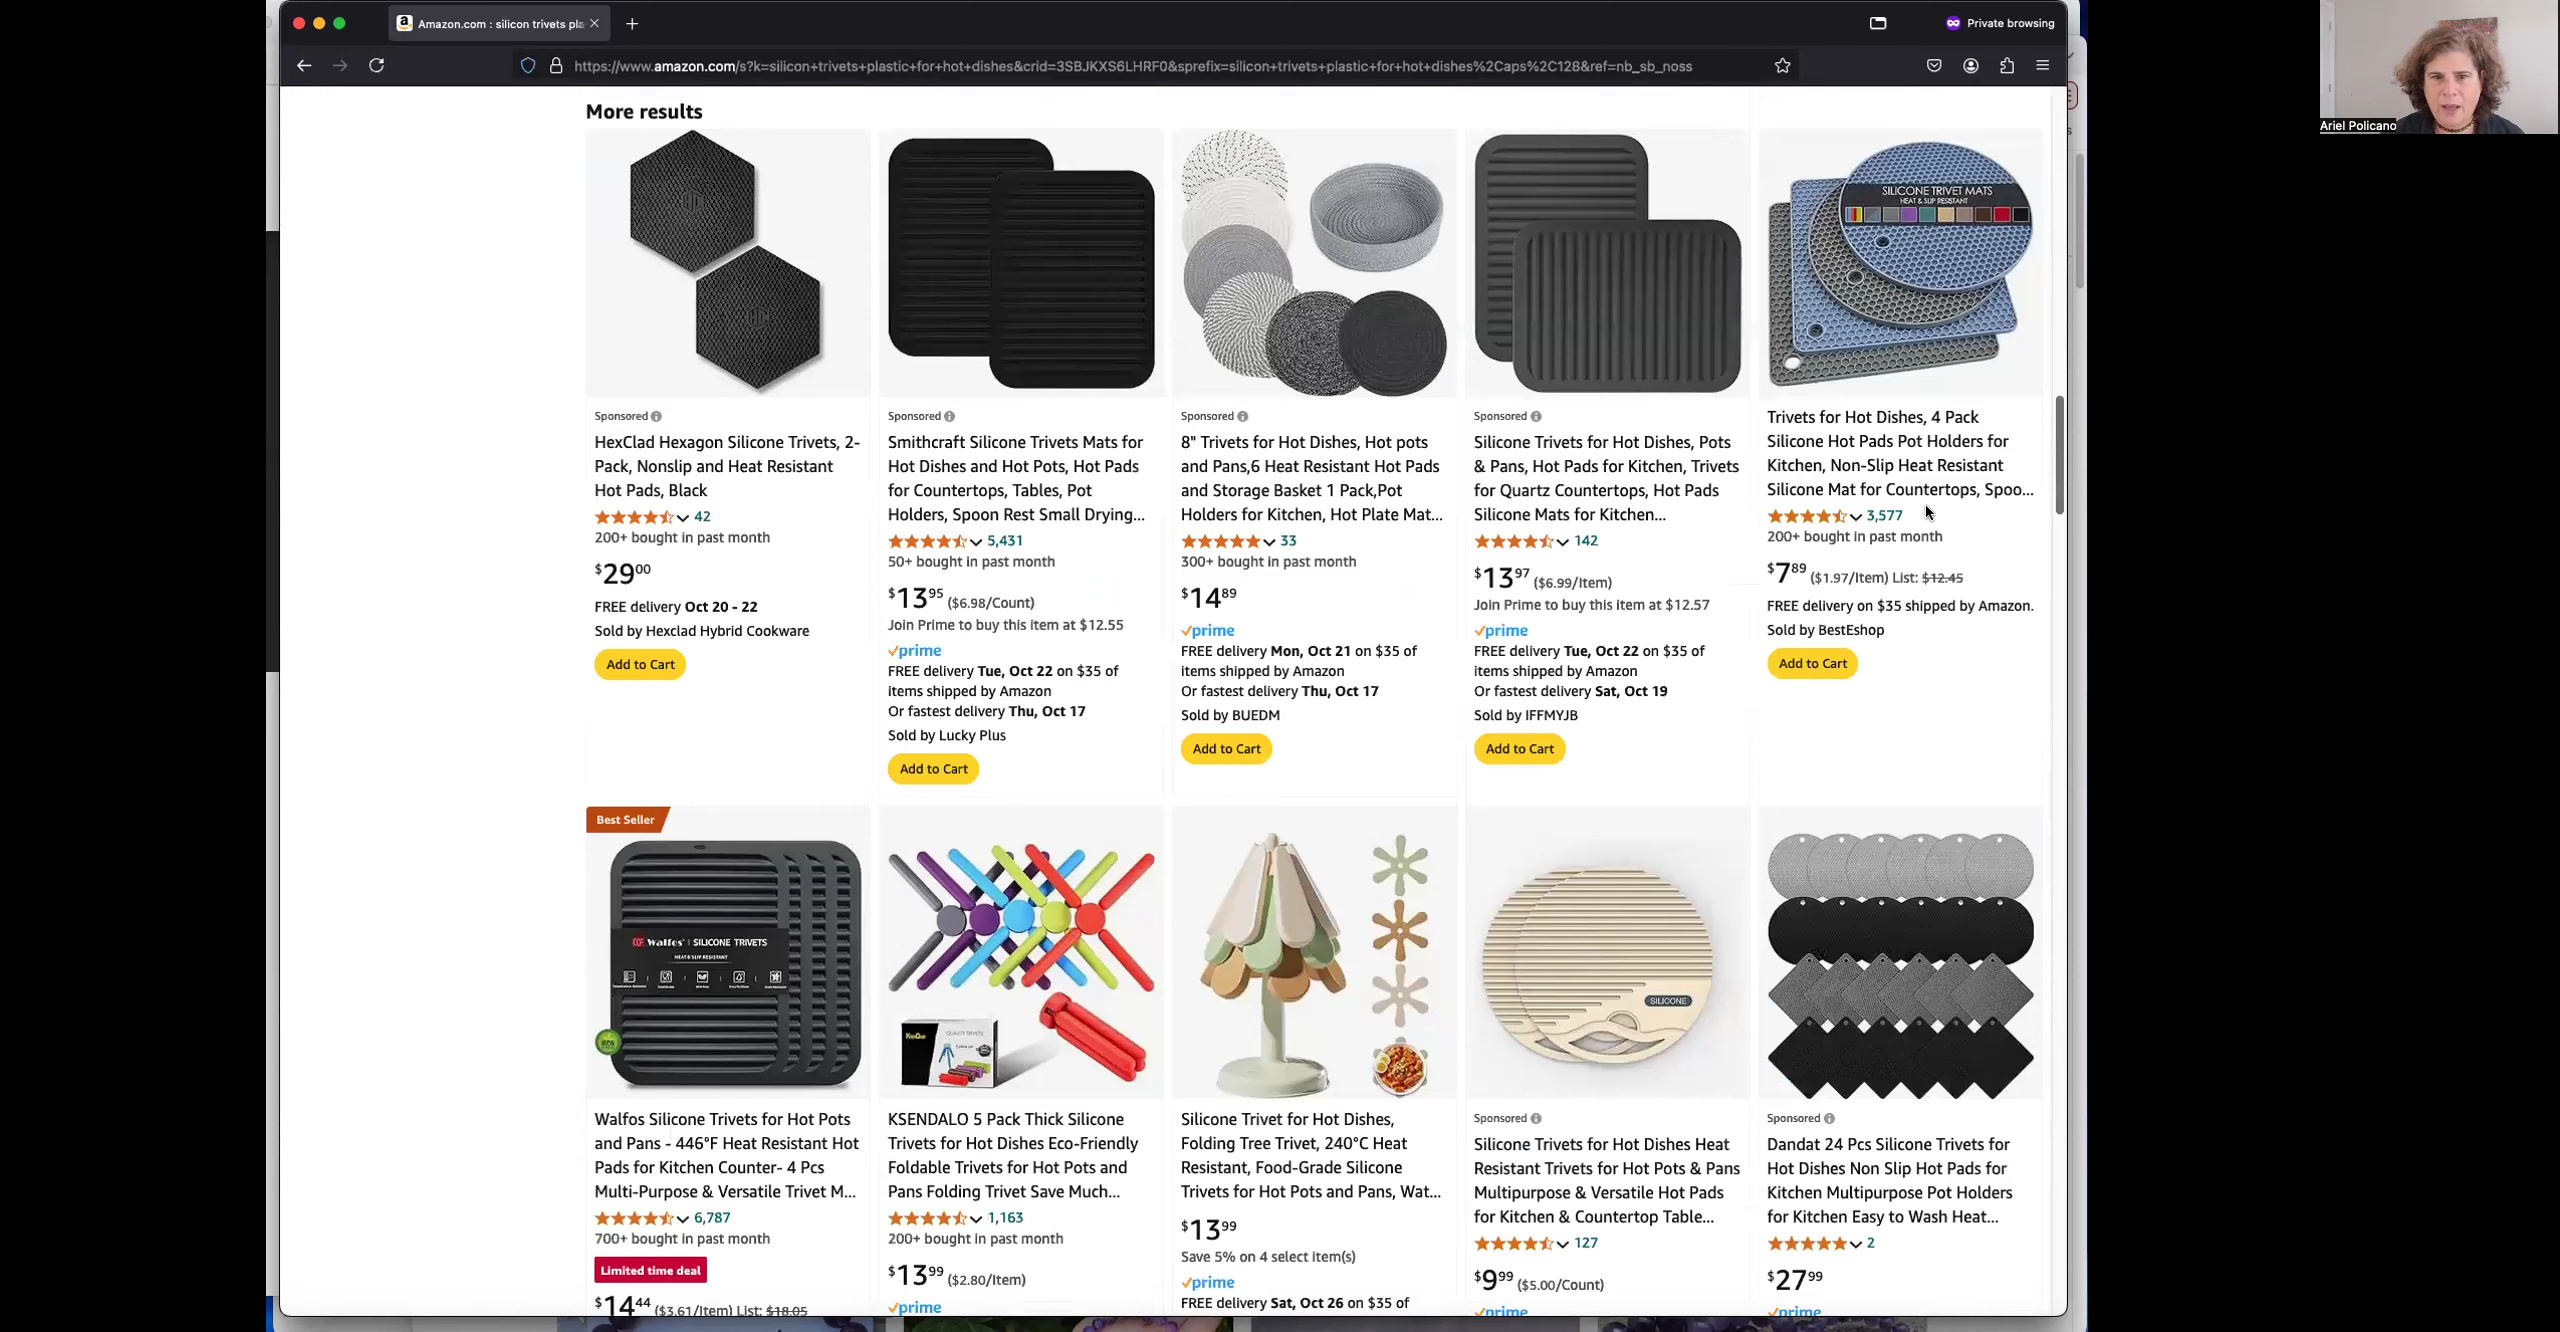 Amazon.com : silicon trivets pla
Private browsing
https://www.amazon.com/s?k=silicon+trivets+plastic+for+hot+dishes&crid=3SBJKXS6LHRF0&sprefix=silicon+trivets+plastic+for+hot+dishes%2Caps%2C128&ref=nb_sb_noss
Ariel Policano
More results
SILICONE TRIVET MATS
HEAT & SLIP RESISTANT
Sponsored
HexClad Hexagon Silicone Trivets, 2-
Pack, Nonslip and Heat Resistant
Hot Pads, Black
42
200+ bought in past month
$29 00
FREE delivery Oct 20 - 22
Sold by Hexclad Hybrid Cookware
Add to Cart
Sponsored
Smithcraft Silicone Trivets Mats for
Hot Dishes and Hot Pots, Hot Pads
for Countertops, Tables, Pot
Holders, Spoon Rest Small Drying...
5,431
50+ bought in past month
$13 95 ($6.98/Count)
Join Prime to buy this item at $12.55
prime
FREE delivery Tue, Oct 22 on $35 of
items shipped by Amazon
Or fastest delivery Thu, Oct 17
Sold by Lucky Plus
Add to Cart
Sponsored
8" Trivets for Hot Dishes, Hot pots
and Pans,6 Heat Resistant Hot Pads
and Storage Basket 1 Pack,Pot
Holders for Kitchen, Hot Plate Mat...
33
300+ bought in past month
$14 89
prime
FREE delivery Mon, Oct 21 on $35 of
items shipped by Amazon
Or fastest delivery Thu, Oct 17
Sold by BUEDM
Add to Cart
Sponsored
Silicone Trivets for Hot Dishes, Pots
& Pans, Hot Pads for Kitchen, Trivets
for Quartz Countertops, Hot Pads
Silicone Mats for Kitchen...
142
$13 97 ($6.99/Item)
Join Prime to buy this item at $12.57
prime
FREE delivery Tue, Oct 22 on $35 of
items shipped by Amazon
Or fastest delivery Sat, Oct 19
Sold by IFFMYJB
Add to Cart
Trivets for Hot Dishes, 4 Pack
Silicone Hot Pads Pot Holders for
Kitchen, Non-Slip Heat Resistant
Silicone Mat for Countertops, Spoo...
3,577
200+ bought in past month
$7 89 ($1.97/Item) List: $12.45
FREE delivery on $35 shipped by Amazon.
Sold by BestEshop
Add to Cart
Best Seller
Walfos SILICONE TRIVETS
HEAT & SLIP RESISTANT
Walfos Silicone Trivets for Hot Pots
and Pans - 446°F Heat Resistant Hot
Pads for Kitchen Counter- 4 Pcs
Multi-Purpose & Versatile Trivet M...
6,787
700+ bought in past month
Limited time deal
$14 44 ($3.61/Item) List: $18.05
KSENDALO 5 Pack Thick Silicone
Trivets for Hot Dishes Eco-Friendly
Foldable Trivets for Hot Pots and
Pans Folding Trivet Save Much...
1,163
200+ bought in past month
$13 99 ($2.80/Item)
prime
Silicone Trivet for Hot Dishes,
Folding Tree Trivet, 240°C Heat
Resistant, Food-Grade Silicone
Trivets for Hot Pots and Pans, Wat...
$13 99
Save 5% on 4 select item(s)
prime
FREE delivery Sat, Oct 26 on $35 of
SILICONE
Sponsored
Silicone Trivets for Hot Dishes Heat
Resistant Trivets for Hot Pots & Pans
Multipurpose & Versatile Hot Pads
for Kitchen & Countertop Table...
127
$9 99 ($5.00/Count)
prime
Sponsored
Dandat 24 Pcs Silicone Trivets for
Hot Dishes Non Slip Hot Pads for
Kitchen Multipurpose Pot Holders
for Kitchen Easy to Wash Heat...
2
$27 99
prime